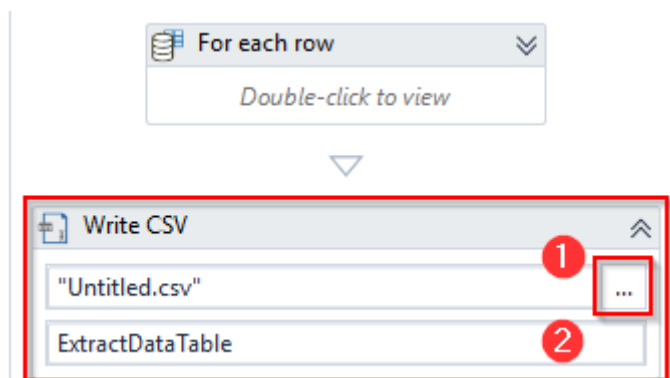 For each row
Double-click to view
Write CSV
1
"Untitled.csv"
...
ExtractDataTable
2